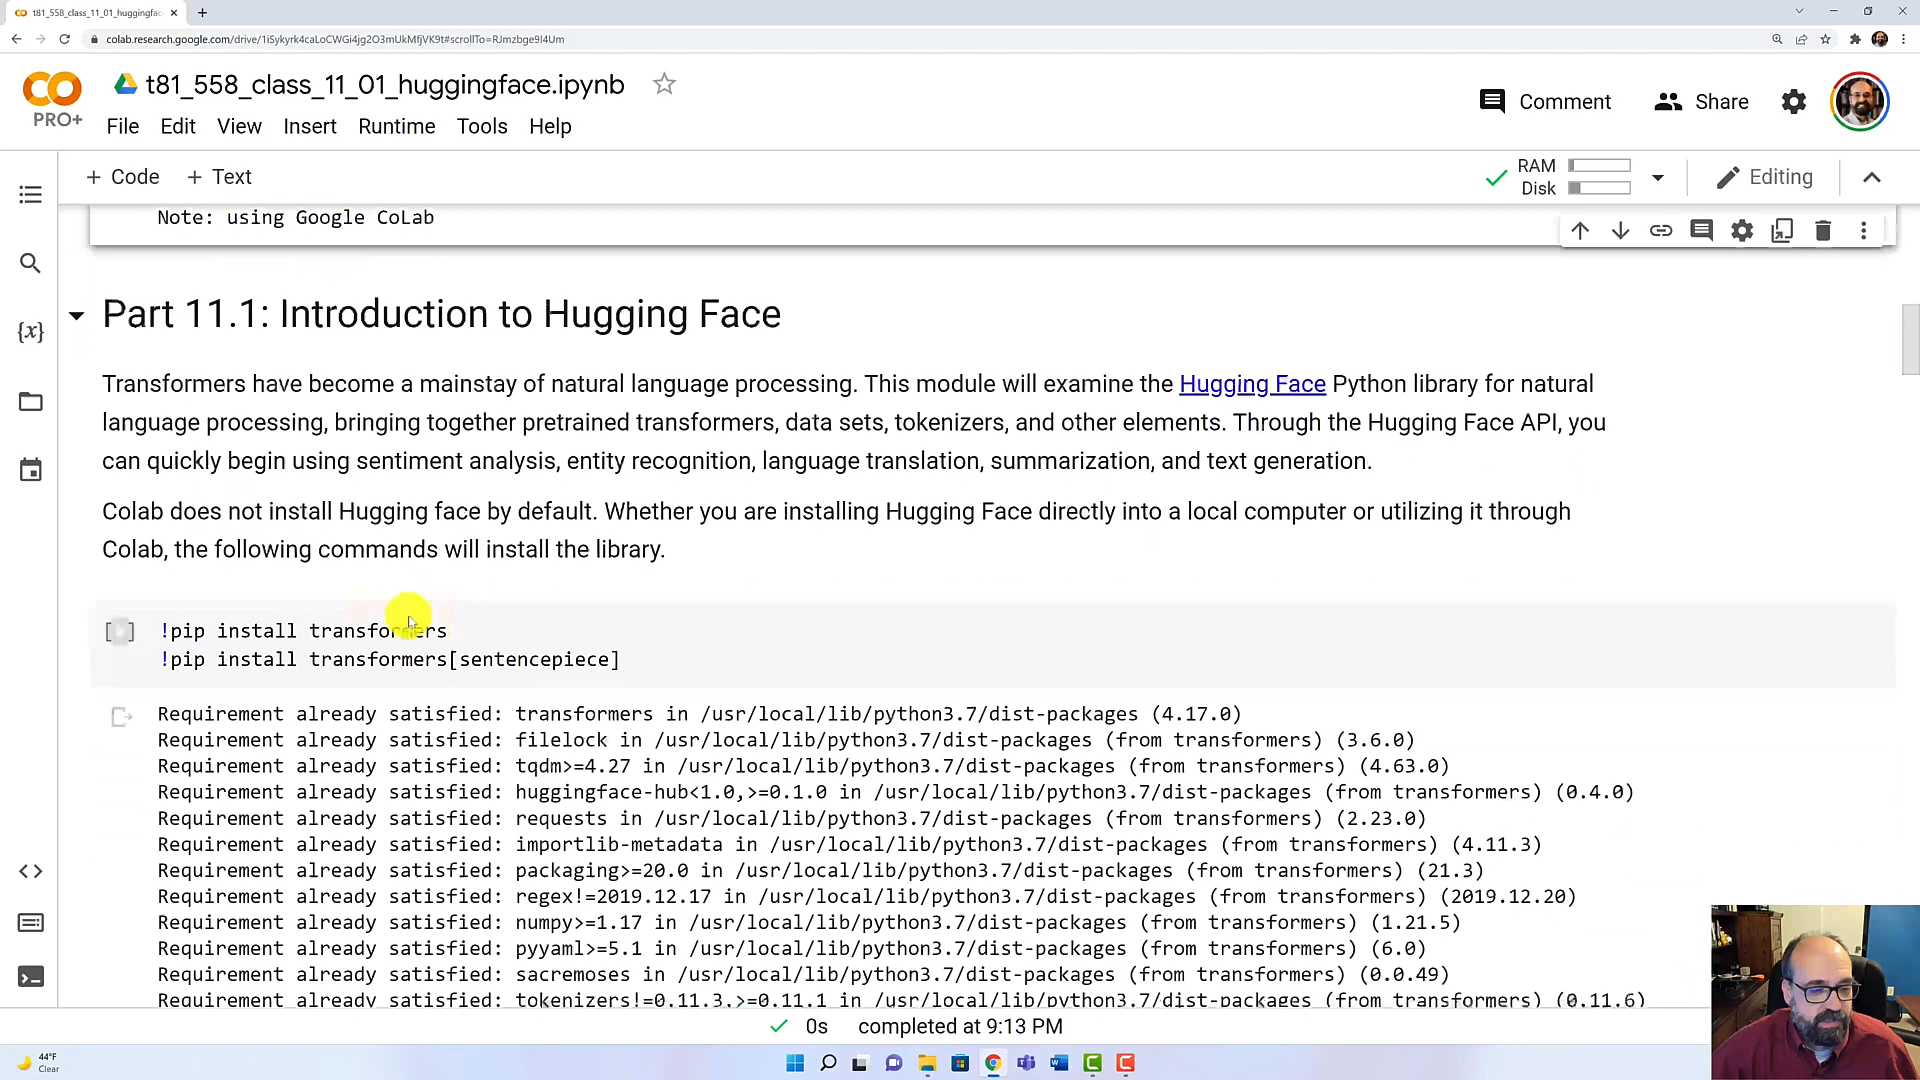 t81_558_class_11_01_huggingfac
colab.research.google.com/drive/1iSykyrk4caLoCWGi4jg2O3mUkMfjVK9t#scrollTo=RJmzbge9l4Um
CO
PRO+
t81_558_class_11_01_huggingface.ipynb
Comment
Share
File Edit View Insert Runtime Tools Help
+ Code + Text
RAM
Disk
Editing
Note: using Google CoLab
Part 11.1: Introduction to Hugging Face
Transformers have become a mainstay of natural language processing. This module will examine the Hugging Face Python library for natural
language processing, bringing together pretrained transformers, data sets, tokenizers, and other elements. Through the Hugging Face API, you
can quickly begin using sentiment analysis, entity recognition, language translation, summarization, and text generation.
Colab does not install Hugging face by default. Whether you are installing Hugging Face directly into a local computer or utilizing it through
Colab, the following commands will install the library.
[ ] !pip install transformers
!pip install transformers[sentencepiece]
Requirement already satisfied: transformers in /usr/local/lib/python3.7/dist-packages (4.17.0)
Requirement already satisfied: filelock in /usr/local/lib/python3.7/dist-packages (from transformers) (3.6.0)
Requirement already satisfied: tqdm>=4.27 in /usr/local/lib/python3.7/dist-packages (from transformers) (4.63.0)
Requirement already satisfied: huggingface-hub<1.0,>=0.1.0 in /usr/local/lib/python3.7/dist-packages (from transformers) (0.4.0)
Requirement already satisfied: requests in /usr/local/lib/python3.7/dist-packages (from transformers) (2.23.0)
Requirement already satisfied: importlib-metadata in /usr/local/lib/python3.7/dist-packages (from transformers) (4.11.3)
Requirement already satisfied: packaging>=20.0 in /usr/local/lib/python3.7/dist-packages (from transformers) (21.3)
Requirement already satisfied: regex!=2019.12.17 in /usr/local/lib/python3.7/dist-packages (from transformers) (2019.12.20)
Requirement already satisfied: numpy>=1.17 in /usr/local/lib/python3.7/dist-packages (from transformers) (1.21.5)
Requirement already satisfied: pyyaml>=5.1 in /usr/local/lib/python3.7/dist-packages (from transformers) (6.0)
Requirement already satisfied: sacremoses in /usr/local/lib/python3.7/dist-packages (from transformers) (0.0.49)
Requirement already satisfied: tokenizers!=0.11.3,>=0.11.1 in /usr/local/lib/python3.7/dist-packages (from transformers) (0.11.6)
0s completed at 9:13 PM
44°F
Clear